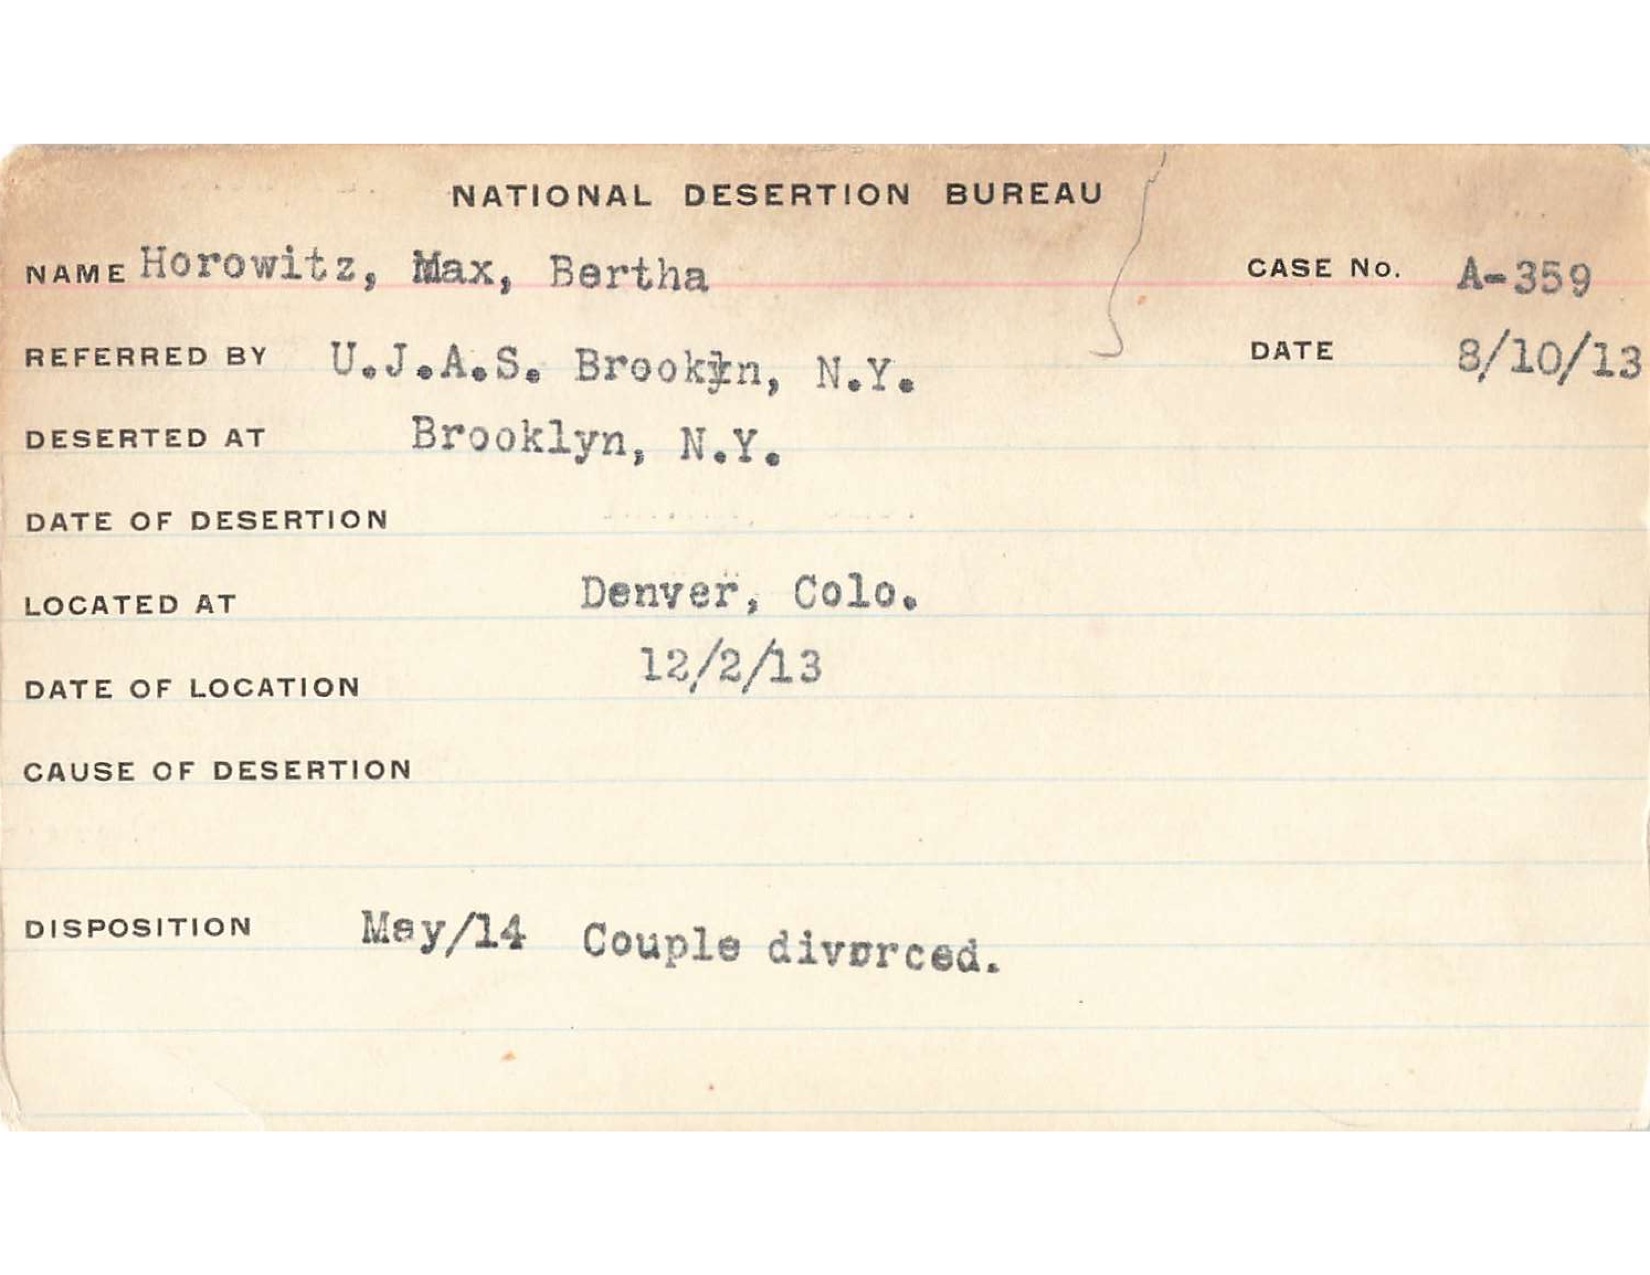 NATIONAL DESERTION BUREAU
NAME Horowitz, Max, Bertha CASE No. A-359
REFERRED BY U.J.A.S. Brookyn, N.Y. DATE 8/10/13
DESERTED AT Brooklyn, N.Y.
DATE OF DESERTION
LOCATED AT Denver, Colo.
DATE OF LOCATION 12/2/13
CAUSE OF DESERTION
DISPOSITION May/14 Couple divorced.